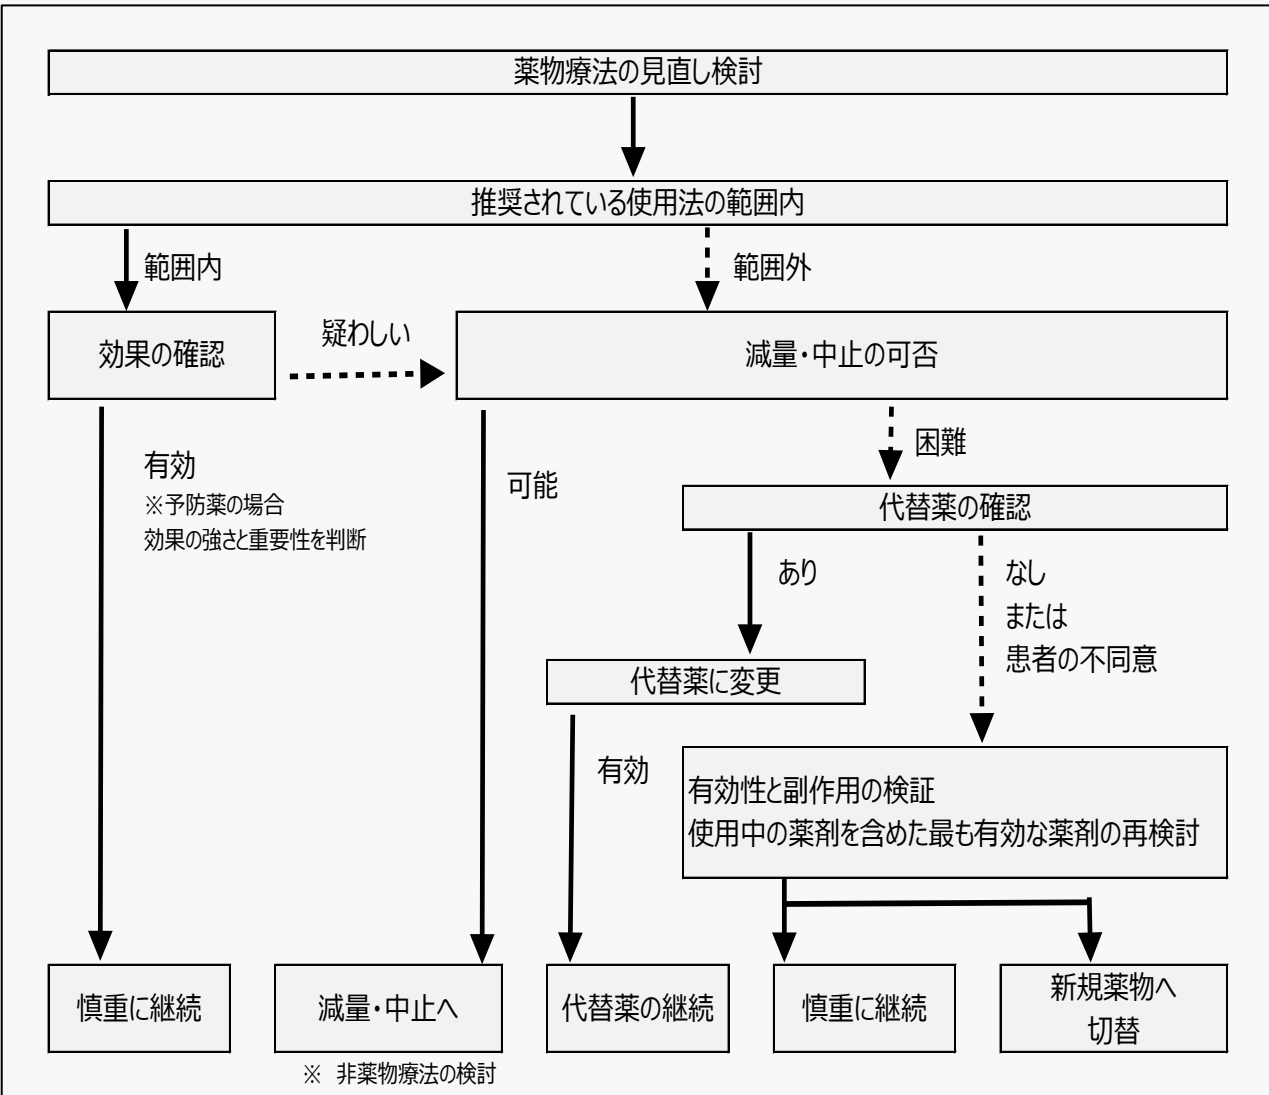 薬物療法の見直し検討
推奨されている使用法の範囲内
範囲内
範囲外
効果の確認
疑わしい
減量・中止の可否
有効
※予防薬の場合
効果の強さと重要性を判断
可能
困難
代替薬の確認
あり
なし
または
患者の不同意
代替薬に変更
有効
有効性と副作用の検証
使用中の薬剤を含めた最も有効な薬剤の再検討
慎重に継続
減量・中止へ
代替薬の継続
慎重に継続
新規薬物へ
切替
※ 非薬物療法の検討